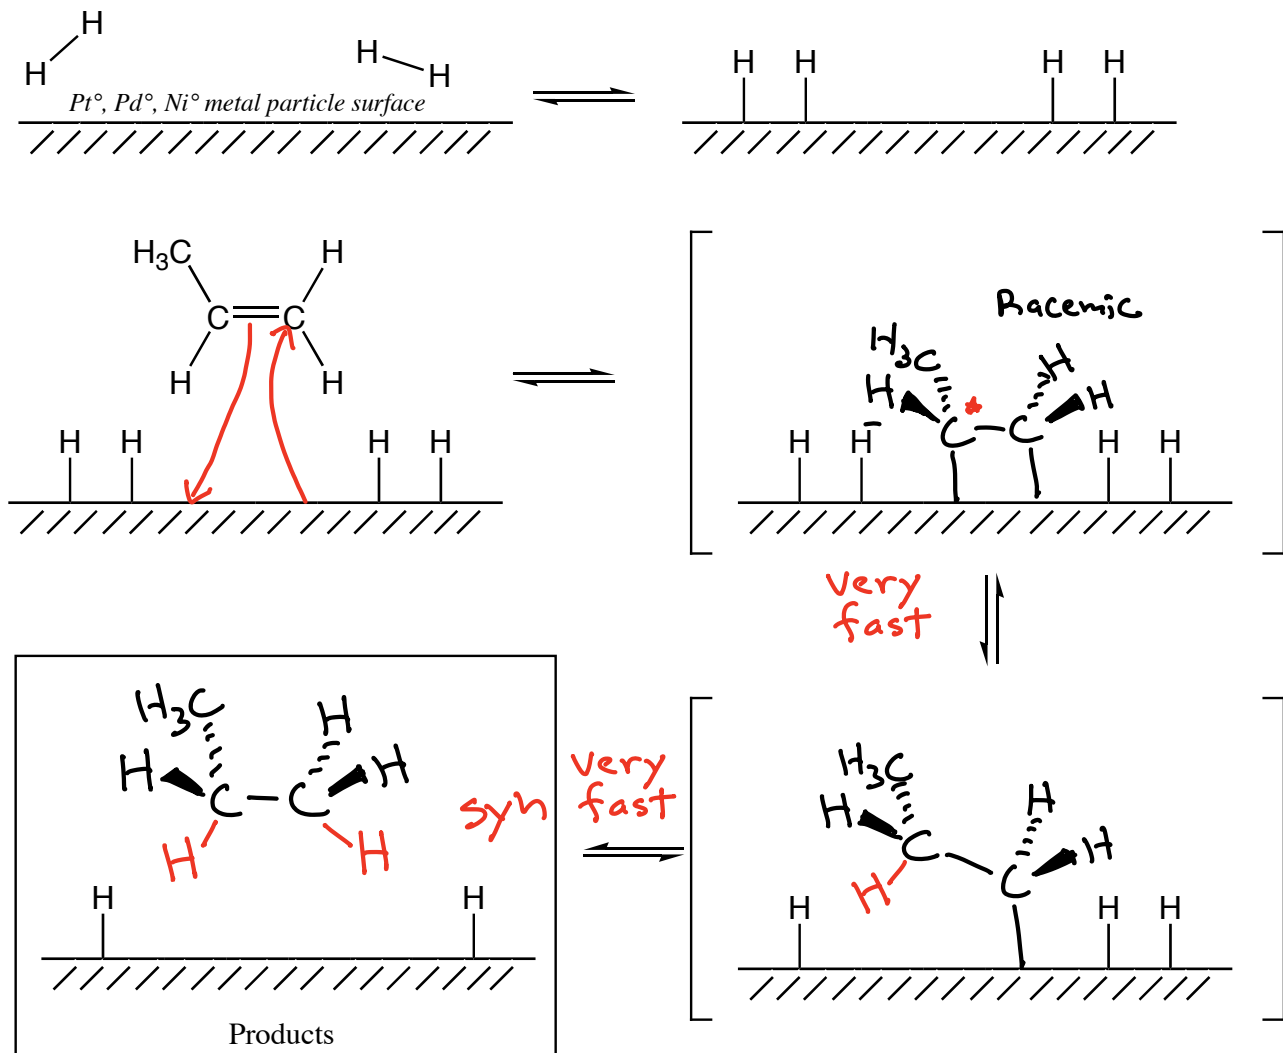 H H
H H
Pt°, Pd°, Ni° metal particle surface
H H H H
H3C H
C C
H H
H H H H
Racemic
H3C H
H H
* C C
H H H H
very
fast
H3C H
H H
C C
H H
H H
Products
syn
very
fast
H3C
H H
C H
H C
H H H